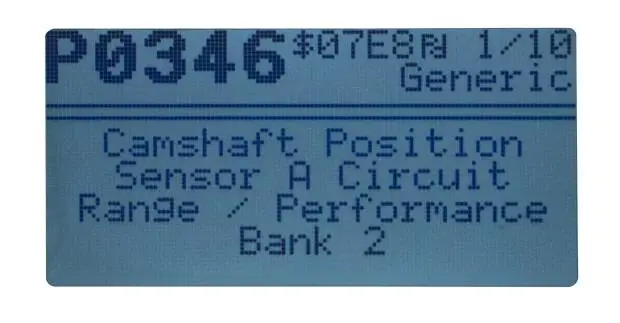 P0346 $07E8 1/10
Generic
Camshaft Position
Sensor A Circuit
Range / Performance
Bank 2